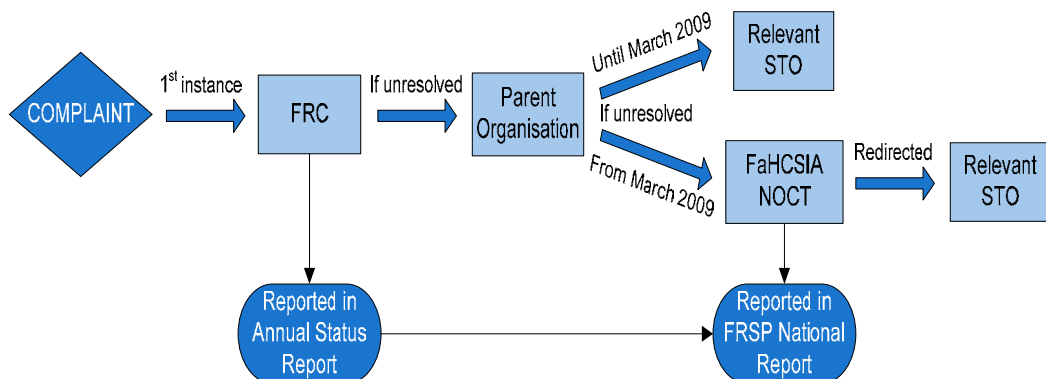 COMPLAINT
1st instance
FRC
If unresolved
Parent
Organisation
Until March 2009
If unresolved
From March 2009
Relevant
STO
FaHCSIA
NOCT
Redirected
Relevant
STO
Reported in
Annual Status
Report
Reported in
FRSP National
Report